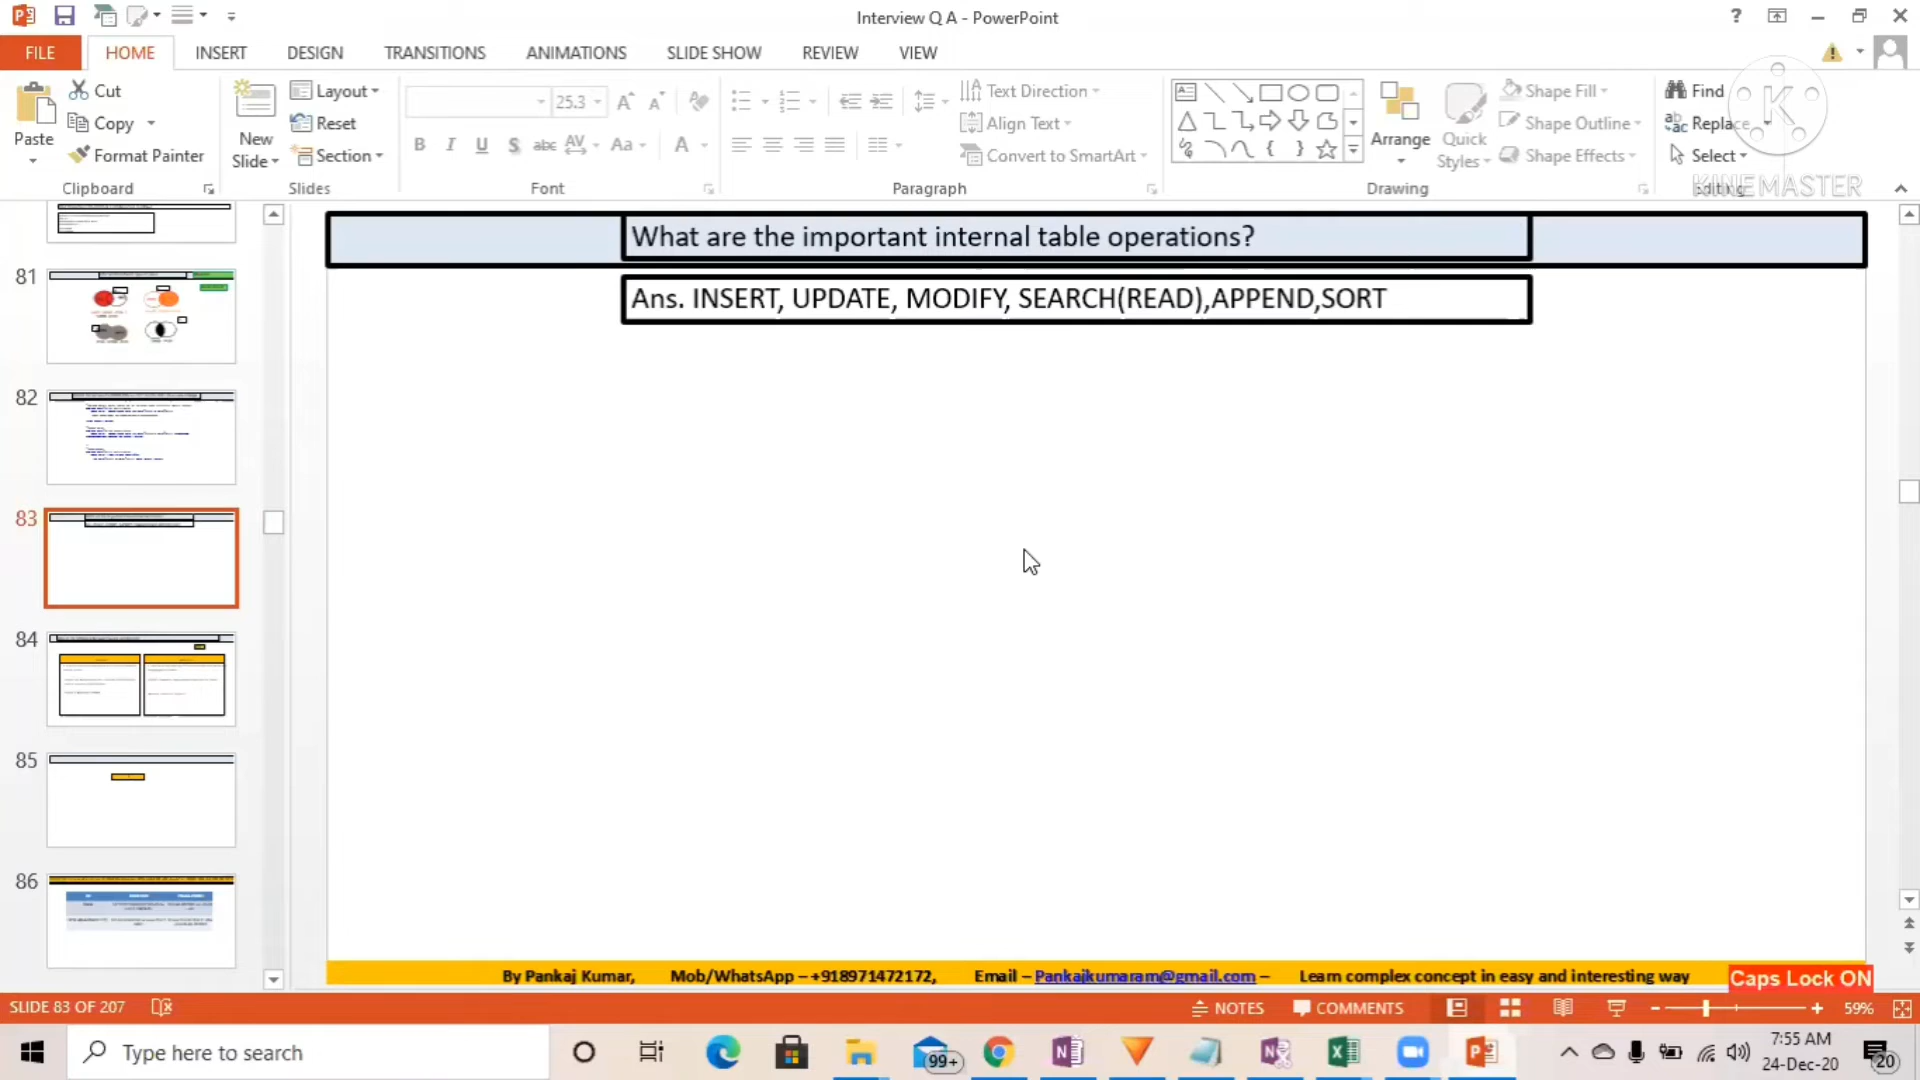 Interview Q A - PowerPoint
FILE HOME INSERT DESIGN TRANSITIONS ANIMATIONS SLIDE SHOW REVIEW VIEW
Paste
Cut
Copy
Format Painter
Clipboard
New Slide
Layout
Reset
Section
Slides
25.3
B I U S abc AV Aa A
Font
Text Direction
Align Text
Convert to SmartArt
Paragraph
Arrange
Quick Styles
Shape Fill
Shape Outline
Shape Effects
Drawing
Find
Replace
Select
Editing
K
KINEMASTER
What are the important internal table operations?
Ans. INSERT, UPDATE, MODIFY, SEARCH(READ),APPEND,SORT
81
82
83
84
85
86
By Pankaj Kumar, Mob/WhatsApp – +918971472172, Email – Pankajkumaram@gmail.com – Learn complex concept in easy and interesting way
Caps Lock ON
SLIDE 83 OF 207 NOTES COMMENTS 59%
Type here to search
99+
7:55 AM
24-Dec-20
20